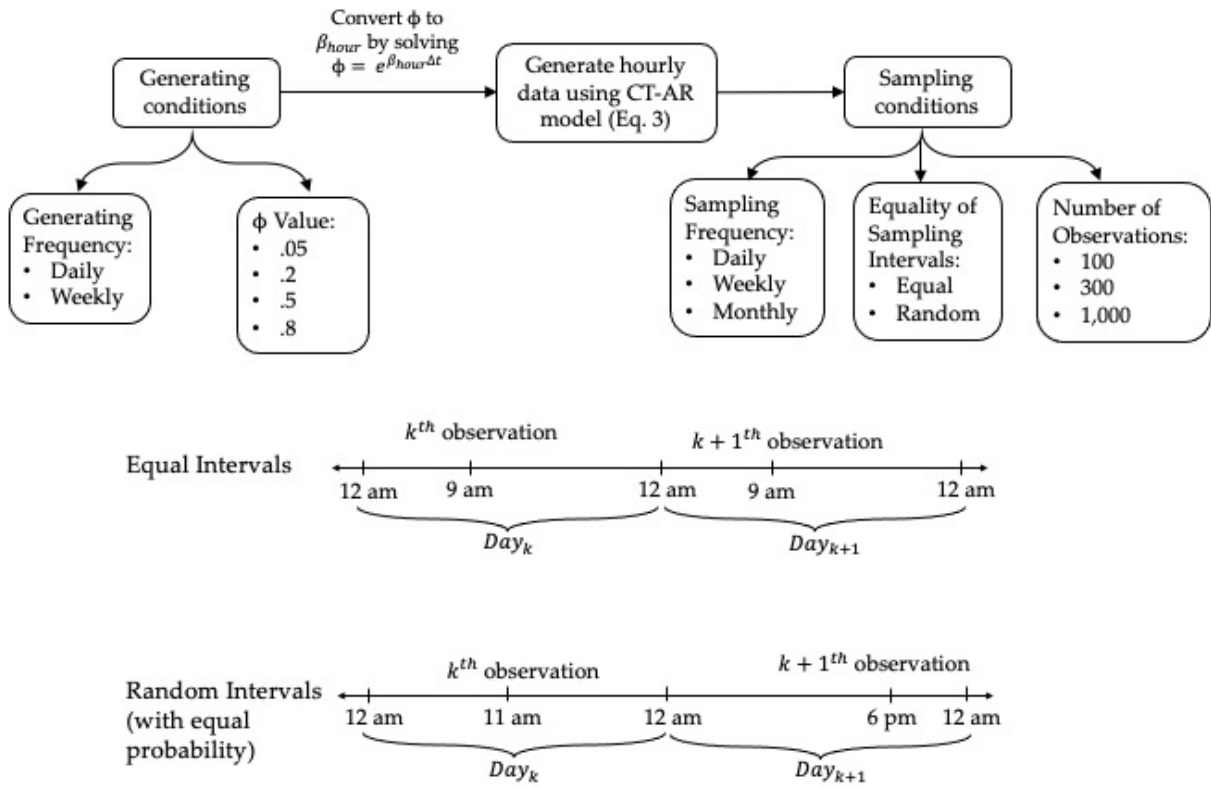 Convert ϕ to
β_hour by solving
ϕ = e^{β_hour Δt}
Generating
conditions
Generate hourly
data using CT-AR
model (Eq. 3)
Sampling
conditions
Generating
Frequency:
• Daily
• Weekly
ϕ Value:
• .05
• .2
• .5
• .8
Sampling
Frequency:
• Daily
• Weekly
• Monthly
Equality of
Sampling
Intervals:
• Equal
• Random
Number of
Observations:
• 100
• 300
• 1,000
k^{th} observation
k + 1^{th} observation
Equal Intervals
12 am 9 am 12 am 9 am 12 am
Day_k Day_{k+1}
k^{th} observation
k + 1^{th} observation
Random Intervals
(with equal
probability)
12 am 11 am 12 am 6 pm 12 am
Day_k Day_{k+1}